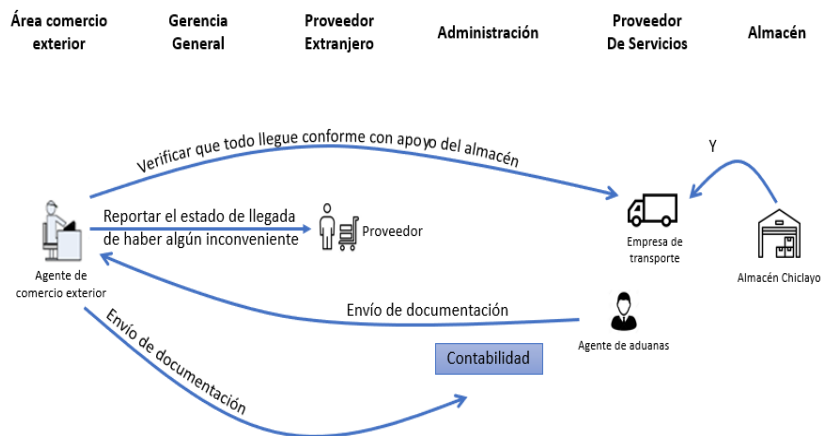 Área comercio
exterior
Gerencia
General
Proveedor
Extranjero
Administración
Proveedor
De Servicios
Almacén
Verificar que todo llegue conforme con apoyo del almacén
Y
Reportar el estado de llegada
de haber algún inconveniente
Proveedor
Empresa de
transporte
Agente de
comercio exterior
Almacén Chiclayo
Envío de documentación
Agente de aduanas
Envío de documentación
Contabilidad